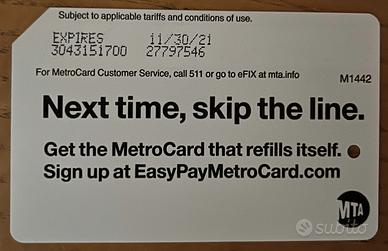 Subject to applicable tariffs and conditions of use.
EXPIRES 11/30/21
3043151700 27797546
For MetroCard Customer Service, call 511 or go to eFIX at mta.info
M1442
Next time, skip the line.
Get the MetroCard that refills itself.
Sign up at EasyPayMetroCard.com
MTA
subito